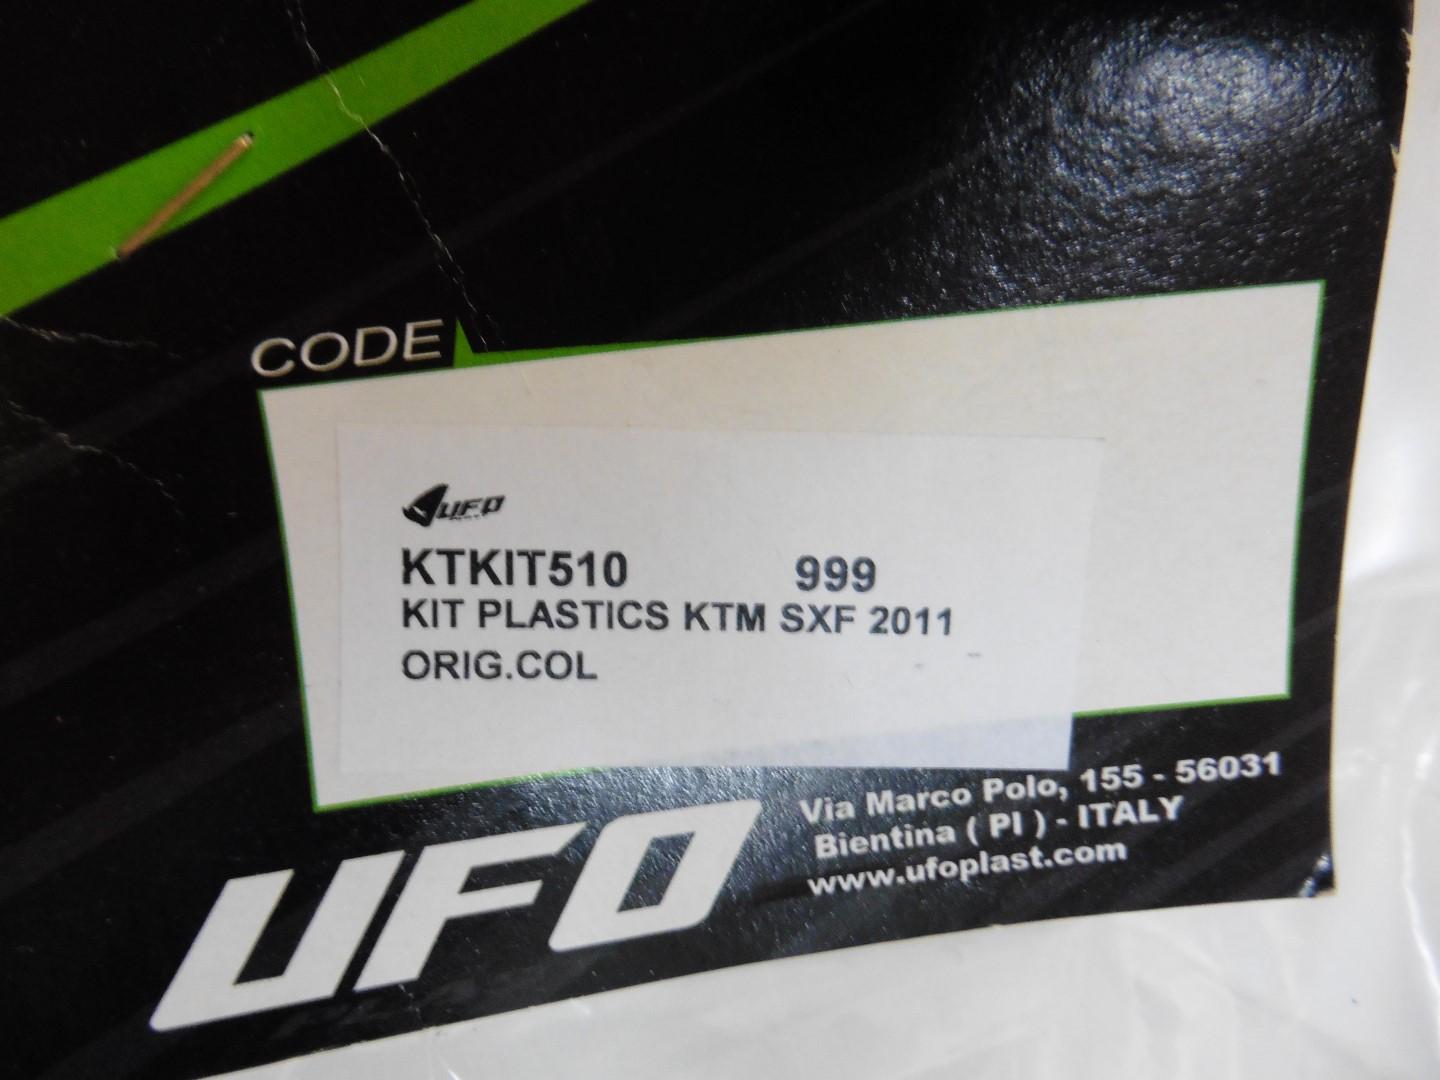 CODE
UFO
KTKIT510 999
KIT PLASTICS KTM SXF 2011
ORIG.COL
UFO
Via Marco Polo, 155 - 56031
Bientina ( PI ) - ITALY
www.ufoplast.com